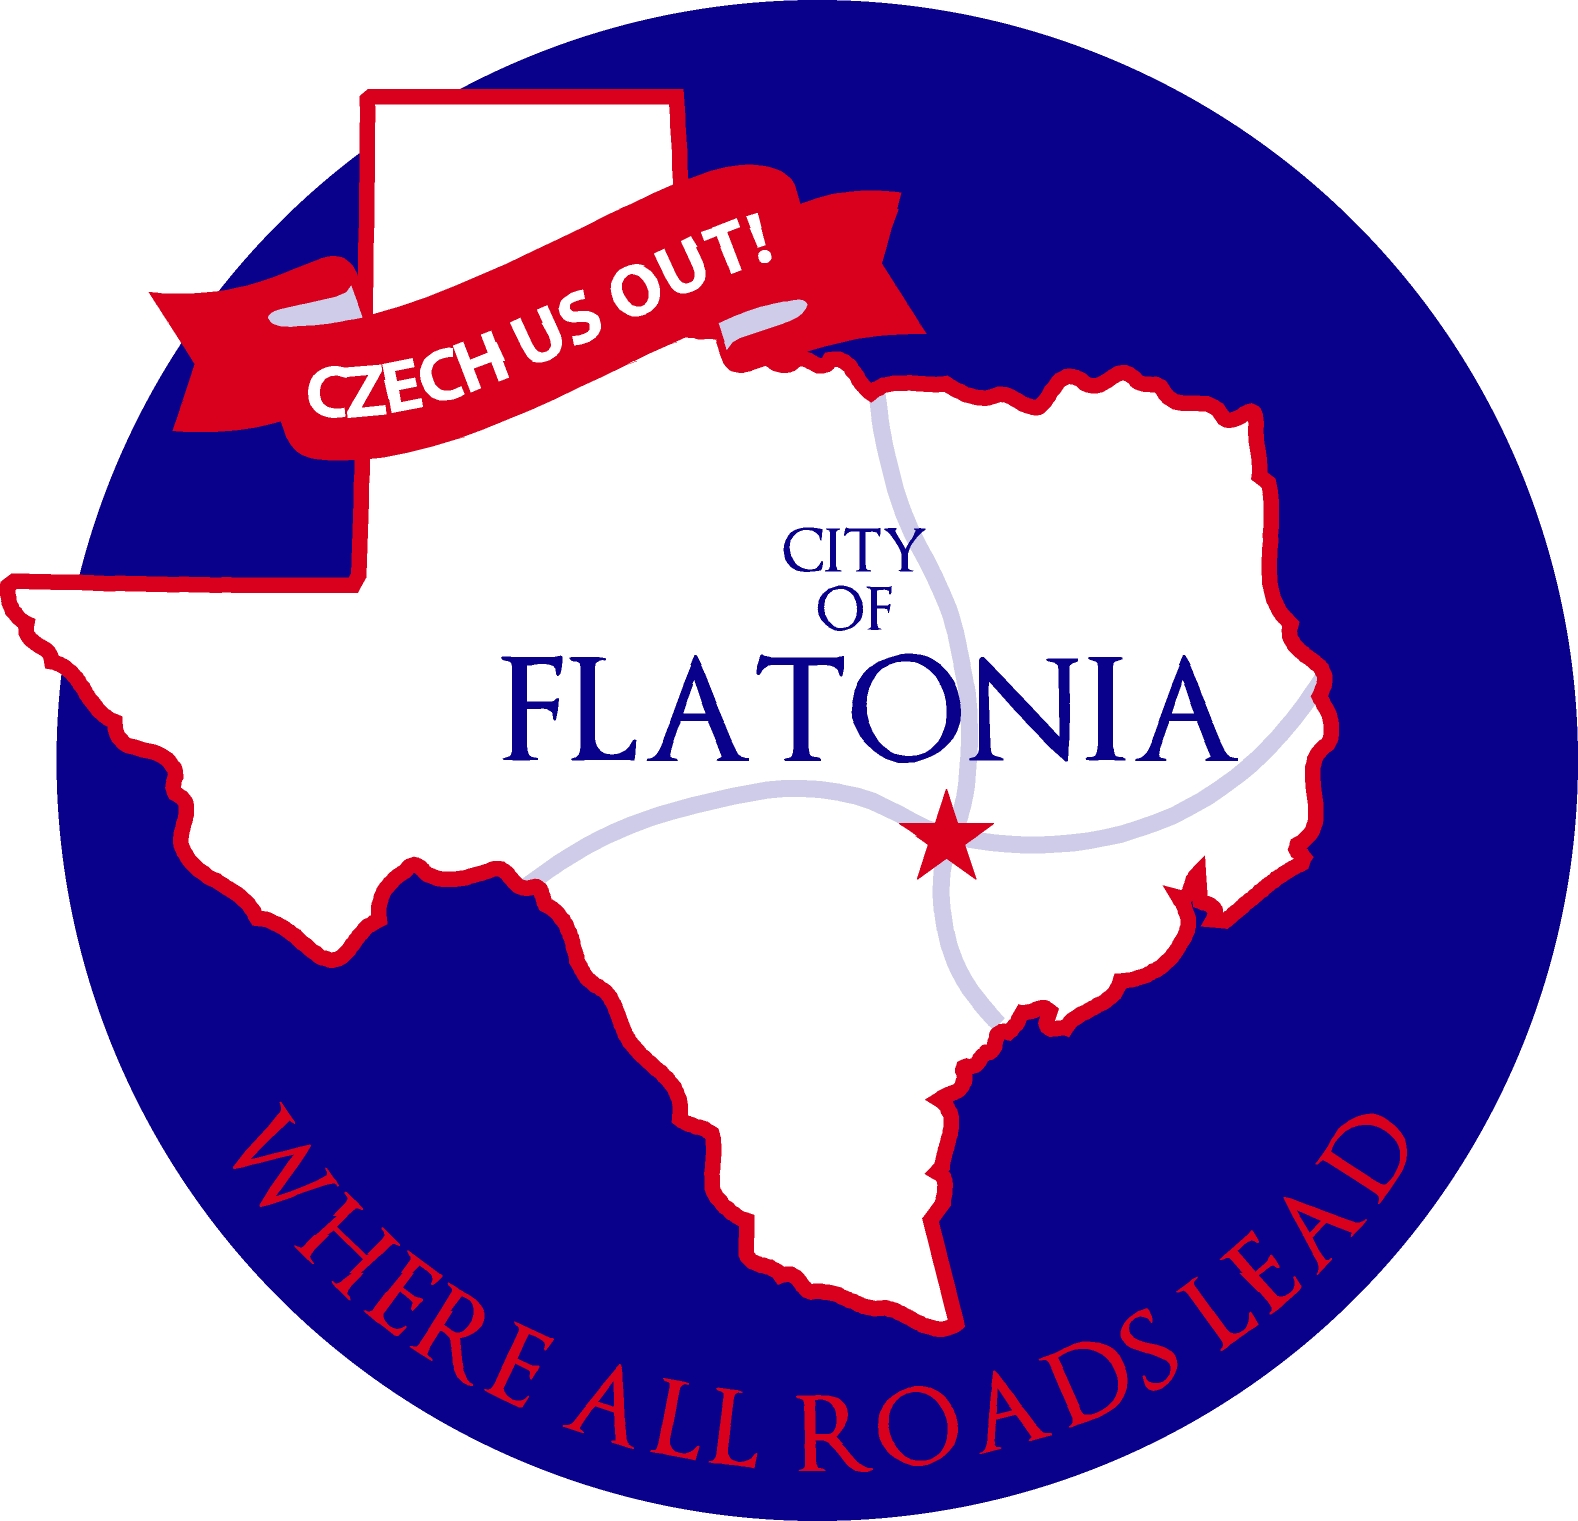 CZECH US OUT!
CITY
OF
FLATONIA
WHERE ALL ROADS LEAD